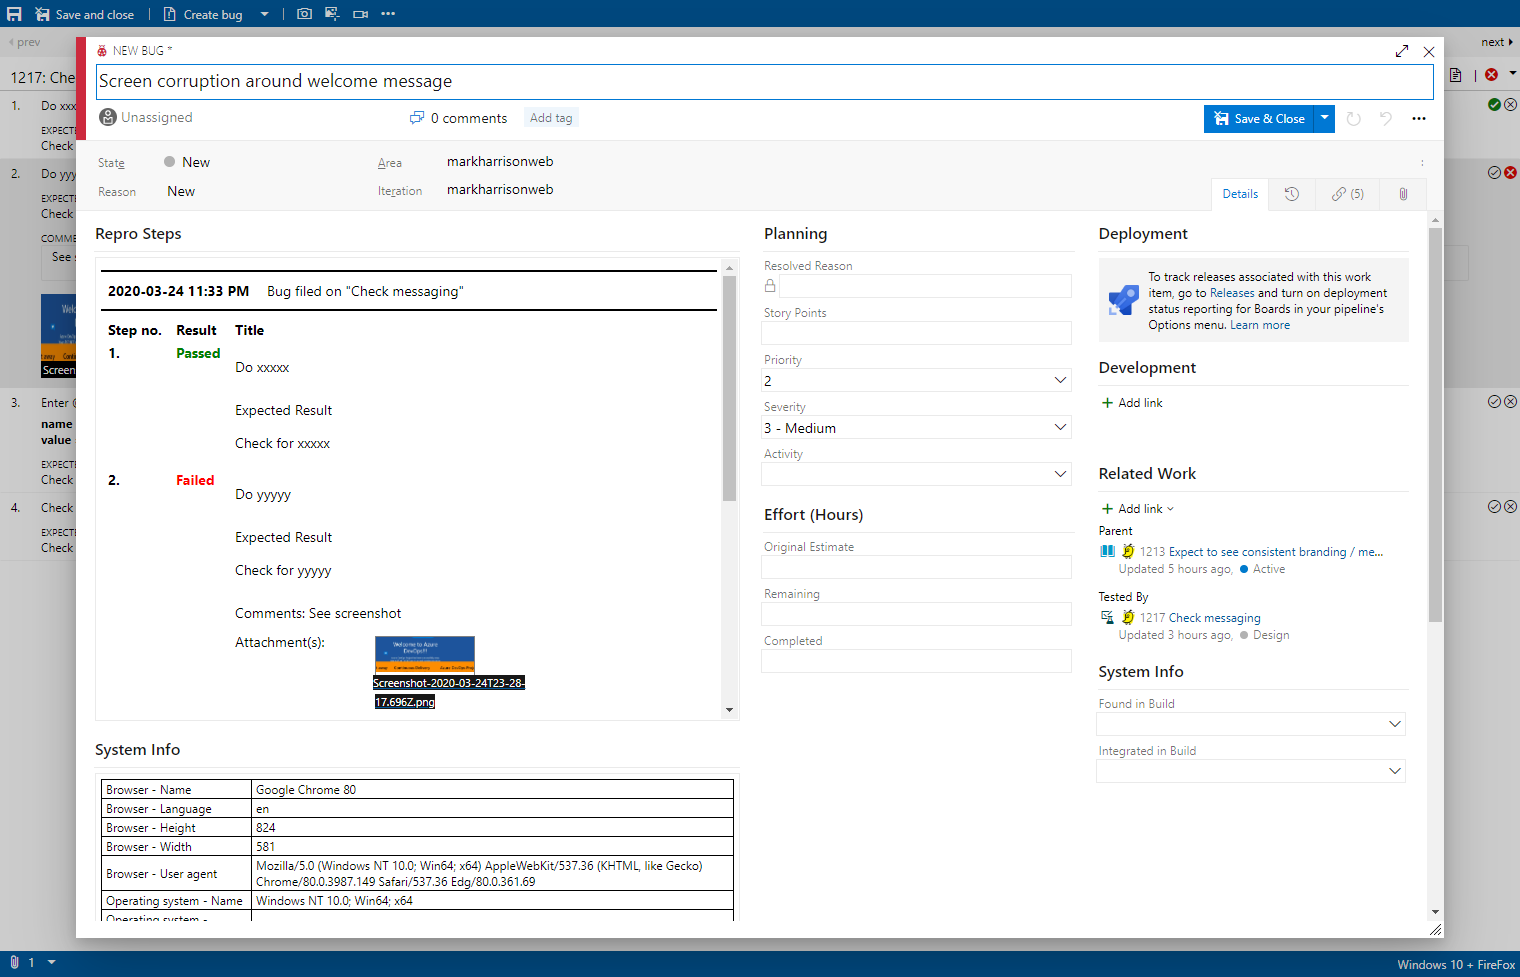 Save and close
Create bug
prev
next
1217: Che
1. Do xxx
EXPECTE
Check
2. Do yyy
EXPECTE
Check
COMME
See s
Screen
3. Enter
name
value
EXPECTE
Check
4. Check
EXPECTE
Check
NEW BUG *
Screen corruption around welcome message
Unassigned
0 comments
Add tag
Save & Close
State New
Area markharrisonweb
Reason New
Iteration markharrisonweb
Details
(5)
Repro Steps
2020-03-24 11:33 PM Bug filed on "Check messaging"
Step no. Result Title
1. Passed
Do xxxxx
Expected Result
Check for xxxxx
2. Failed
Do yyyyy
Expected Result
Check for yyyyy
Comments: See screenshot
Attachment(s):
Welcome to Azure
DevOps!!!
Screenshot-2020-03-24T23-28-
17.696Z.png
System Info
Browser - Name Google Chrome 80
Browser - Language en
Browser - Height 824
Browser - Width 581
Browser - User agent Mozilla/5.0 (Windows NT 10.0; Win64; x64) AppleWebKit/537.36 (KHTML, like Gecko)
Chrome/80.0.3987.149 Safari/537.36 Edg/80.0.361.69
Operating system - Name Windows NT 10.0; Win64; x64
Operating system -
Planning
Resolved Reason
Story Points
Priority
2
Severity
3 - Medium
Activity
Effort (Hours)
Original Estimate
Remaining
Completed
Deployment
To track releases associated with this work
item, go to Releases and turn on deployment
status reporting for Boards in your pipeline's
Options menu. Learn more
Development
+ Add link
Related Work
+ Add link
Parent
1213 Expect to see consistent branding / me...
Updated 5 hours ago, Active
Tested By
1217 Check messaging
Updated 3 hours ago, Design
System Info
Found in Build
Integrated in Build
1
Windows 10 + FireFox